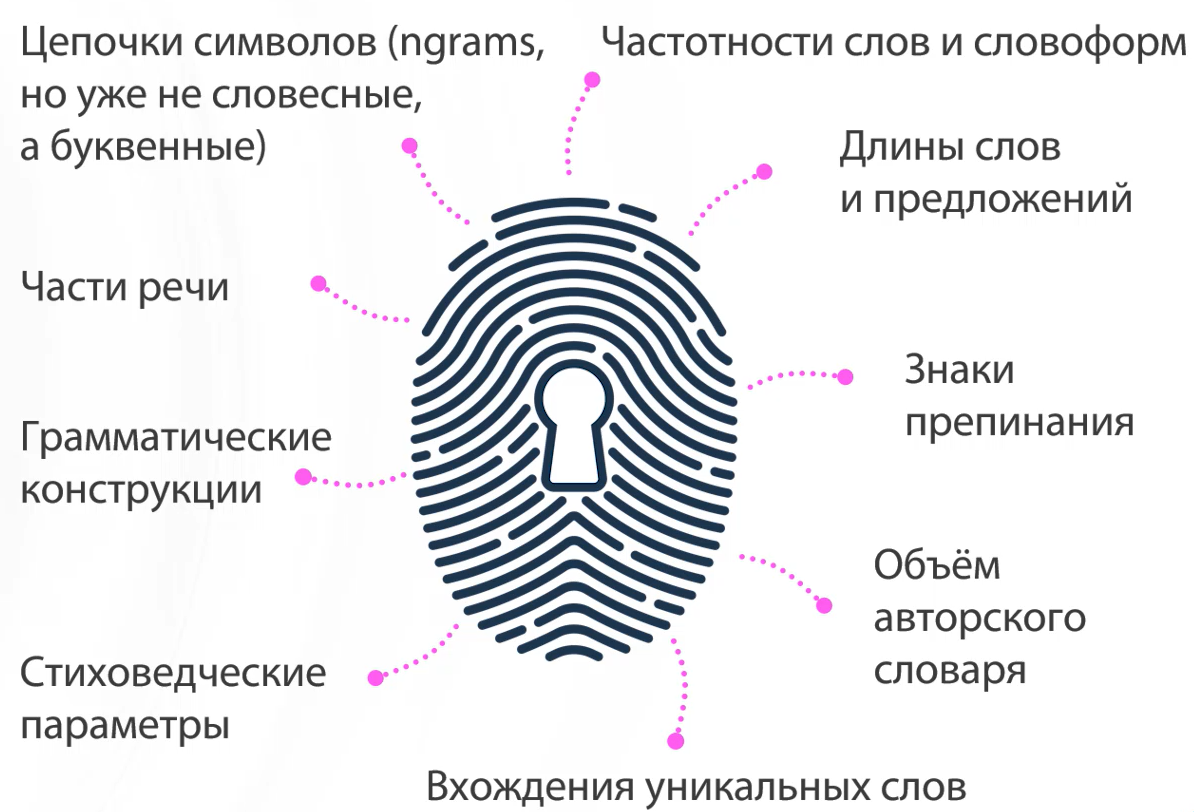 Цепочки символов (ngrams,
но уже не словесные,
а буквенные)
Частотности слов и словоформ
Длины слов
и предложений
Части речи
Знаки
препинания
Грамматические
конструкции
Объём
авторского
словаря
Стиховедческие
параметры
Вхождения уникальных слов